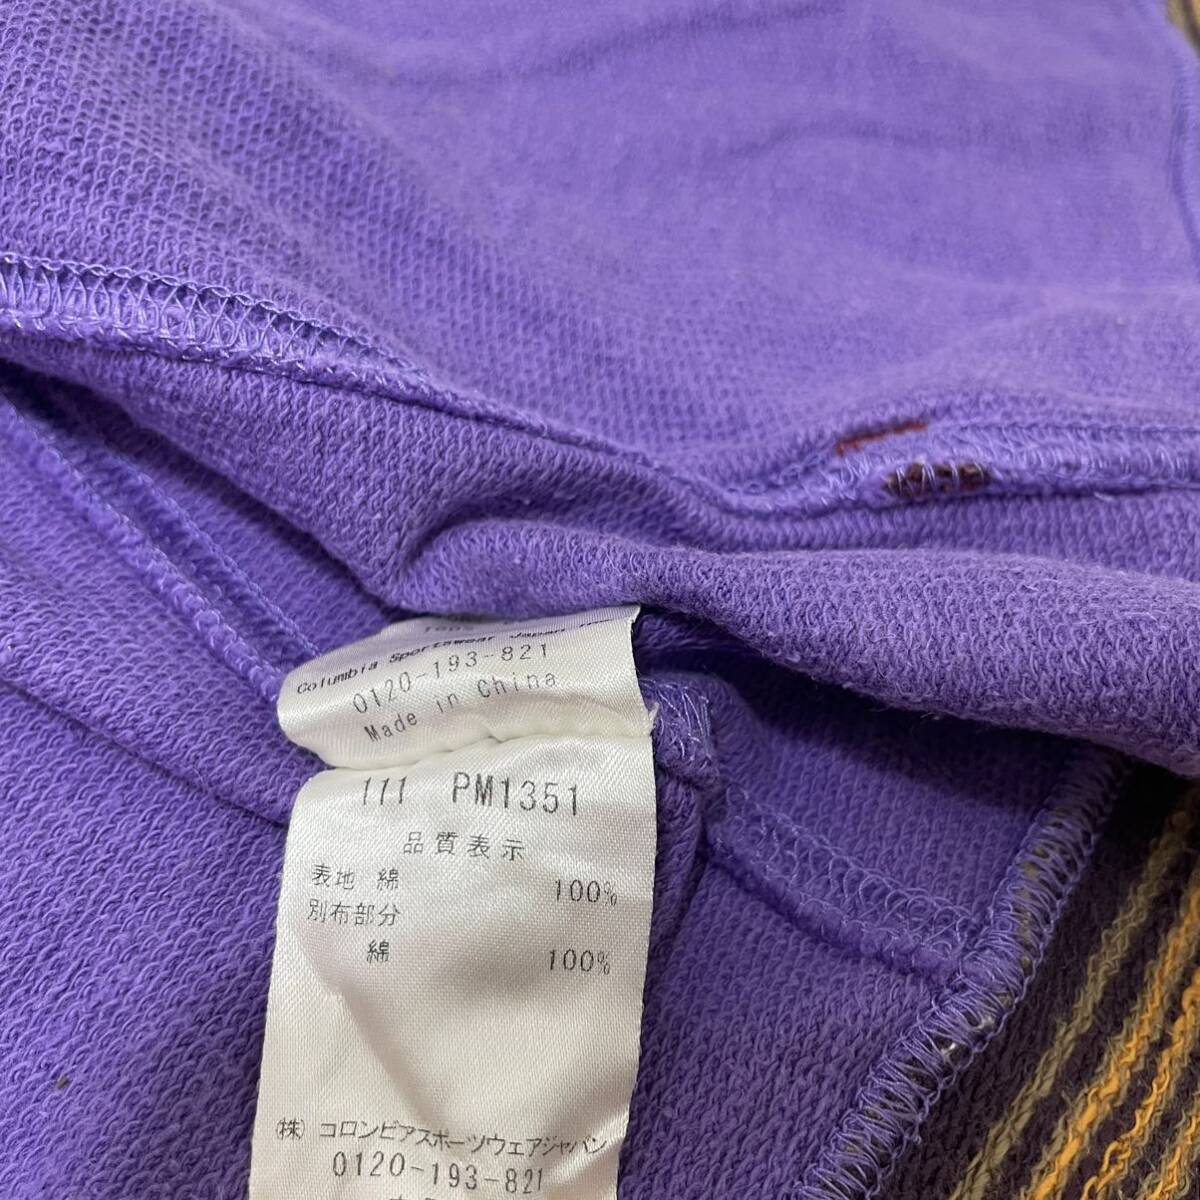 Columbia Sportswear Japan
0120-193-821
Made in China
111 PM1351
品質表示
表地 綿 100%
別布部分
綿 100%
(株) コロンビアスポーツウェアジャパン
0120-193-821